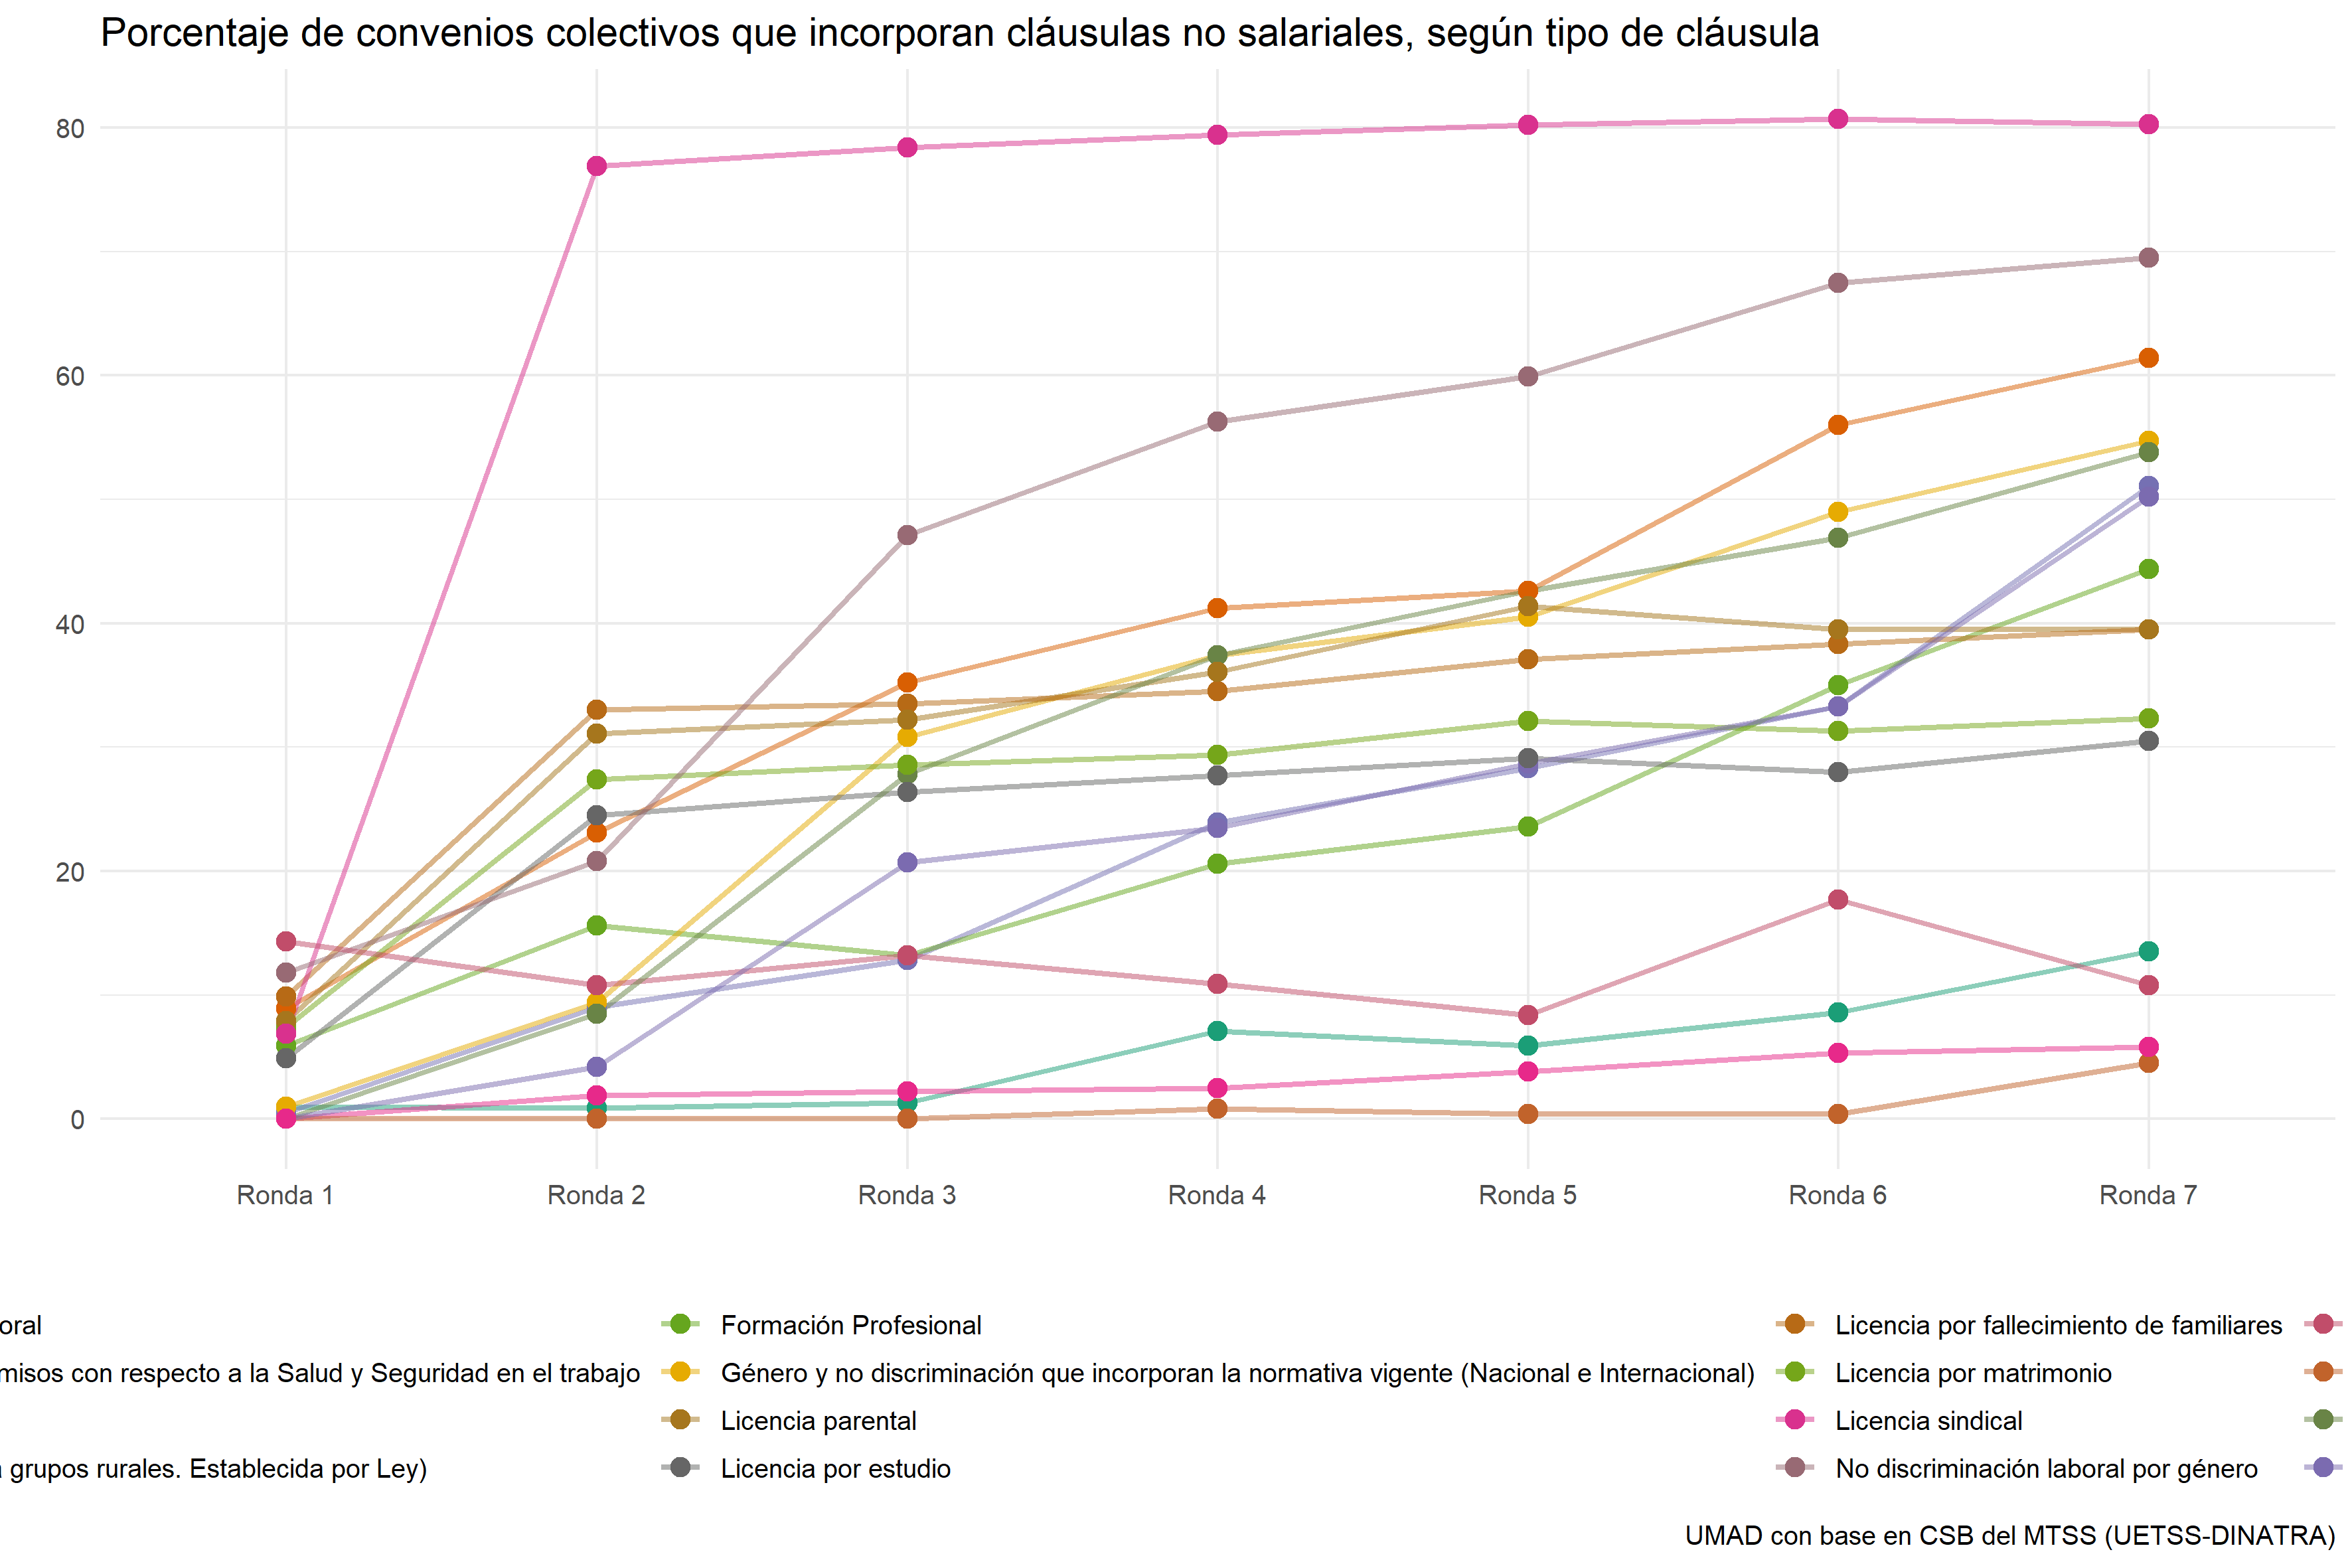 Porcentaje de convenios colectivos que incorporan cláusulas no salariales, según tipo de cláusula
80
60
40
20
0
Ronda 1 Ronda 2 Ronda 3 Ronda 4 Ronda 5 Ronda 6 Ronda 7
oral Formación Profesional Licencia por fallecimiento de familiares
misos con respecto a la Salud y Seguridad en el trabajo Género y no discriminación que incorporan la normativa vigente (Nacional e Internacional) Licencia por matrimonio
Licencia parental Licencia sindical
grupos rurales. Establecida por Ley) Licencia por estudio No discriminación laboral por género
UMAD con base en CSB del MTSS (UETSS-DINATRA)